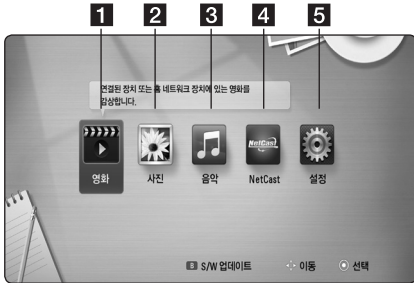 1 2 3 4 5
연결된 장치 또는 홈 네트워크 장치에 있는 영화를
감상합니다.
NetCast
영화 사진 음악 NetCast 설정
S/W 업데이트 이동 선택